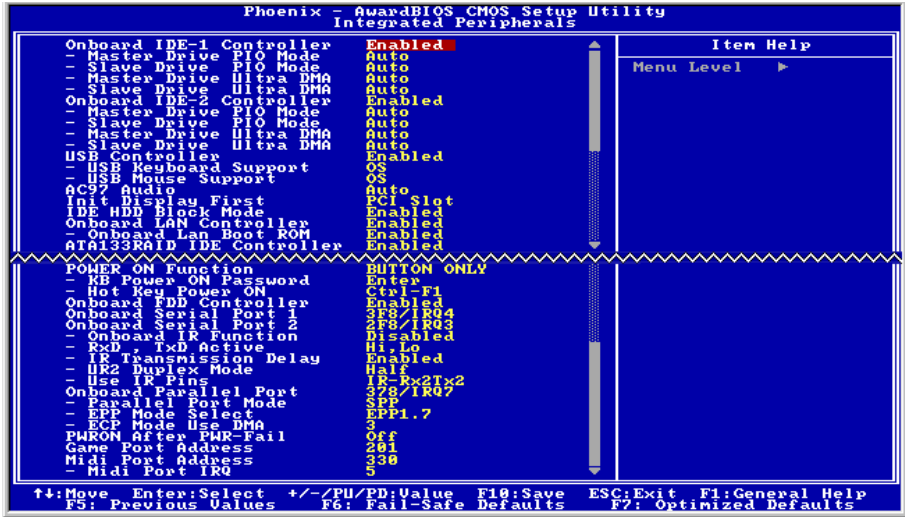 Phoenix - AwardBIOS CMOS Setup Utility
Integrated Peripherals
Onboard IDE-1 Controller Enabled
- Master Drive PIO Mode Auto
- Slave Drive PIO Mode Auto
- Master Drive Ultra DMA Auto
- Slave Drive Ultra DMA Auto
Onboard IDE-2 Controller Enabled
- Master Drive PIO Mode Auto
- Slave Drive PIO Mode Auto
- Master Drive Ultra DMA Auto
- Slave Drive Ultra DMA Auto
USB Controller Enabled
- USB Keyboard Support OS
- USB Mouse Support OS
AC97 Audio Auto
Init Display First PCI Slot
IDE HDD Block Mode Enabled
Onboard LAN Controller Enabled
- Onboard Lan Boot ROM Enabled
ATA133RAID IDE Controller Enabled
POWER ON Function BUTTON ONLY
- KB Power ON Password Enter
- Hot Key Power ON Ctrl-F1
Onboard FDD Controller Enabled
Onboard Serial Port 1 3F8/IRQ4
Onboard Serial Port 2 2F8/IRQ3
- Onboard IR Function Disabled
- RxD , TxD Active Hi,Lo
- IR Transmission Delay Enabled
- UR2 Duplex Mode Half
- Use IR Pins IR-Rx2Tx2
Onboard Parallel Port 378/IRQ7
- Parallel Port Mode SPP
- EPP Mode Select EPP1.7
- ECP Mode Use DMA 3
PWRON After PWR-Fail Off
Game Port Address 201
Midi Port Address 330
- Midi Port IRQ 5
Item Help
Menu Level ►
↑↓:Move Enter:Select +/-/PU/PD:Value F10:Save ESC:Exit F1:General Help
F5: Previous Values F6: Fail-Safe Defaults F7: Optimized Defaults